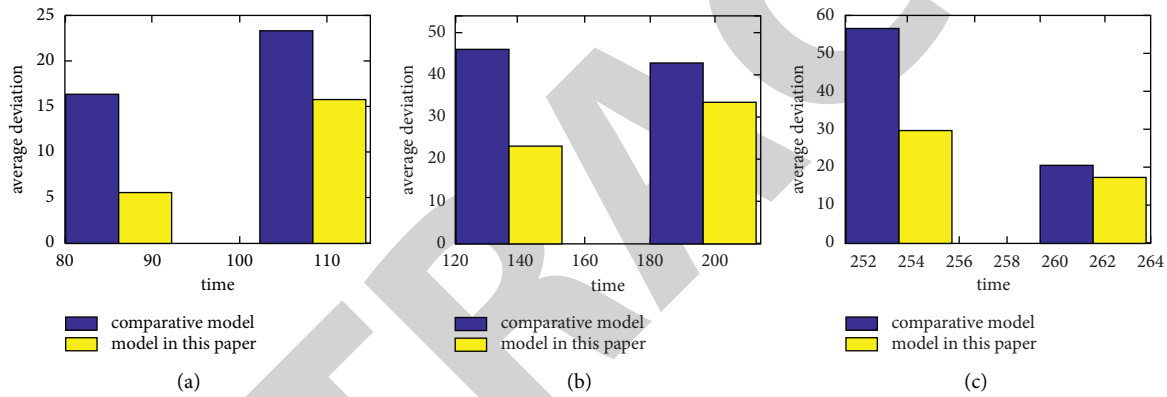 25
20
15
10
5
0
average deviation
80 90 100 110
time
comparative model
model in this paper
(a)
50
40
30
20
10
0
average deviation
120 140 160 180 200
time
comparative model
model in this paper
(b)
60
50
40
30
20
10
0
average deviation
252 254 256 258 260 262 264
time
comparative model
model in this paper
(c)
TRAC